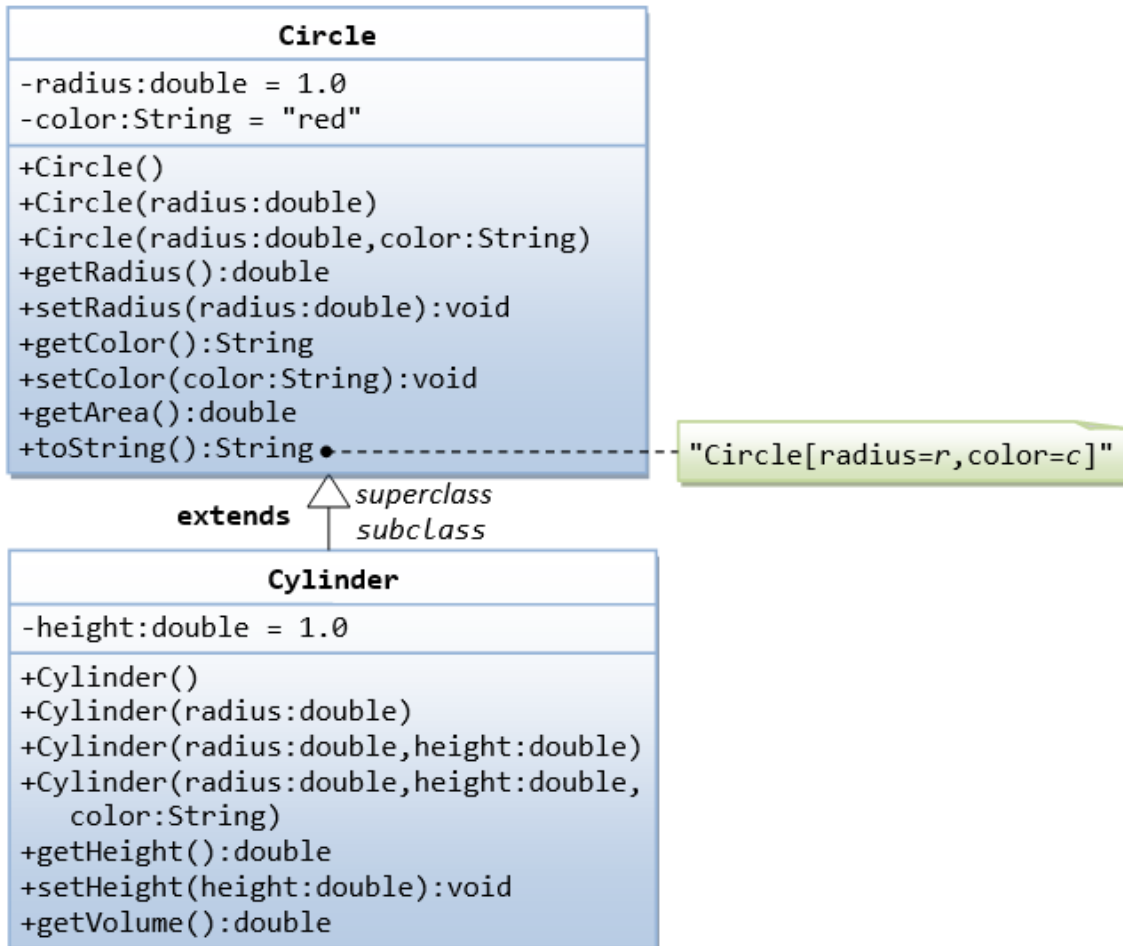 Circle
-radius:double = 1.0
-color:String = "red"
+Circle()
+Circle(radius:double)
+Circle(radius:double,color:String)
+getRadius():double
+setRadius(radius:double):void
+getColor():String
+setColor(color:String):void
+getArea():double
+toString():String
"Circle[radius=r,color=c]"
superclass
extends
subclass
Cylinder
-height:double = 1.0
+Cylinder()
+Cylinder(radius:double)
+Cylinder(radius:double,height:double)
+Cylinder(radius:double,height:double,
color:String)
+getHeight():double
+setHeight(height:double):void
+getVolume():double